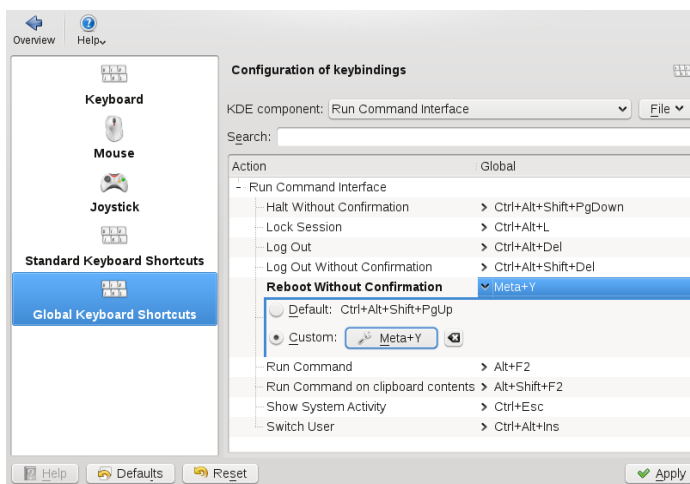 Overview Help
Keyboard
Mouse
Joystick
Standard Keyboard Shortcuts
Global Keyboard Shortcuts
Configuration of keybindings
KDE component: Run Command Interface File
Search:
Action Global
Run Command Interface
Halt Without Confirmation Ctrl+Alt+Shift+PgDown
Lock Session Ctrl+Alt+L
Log Out Ctrl+Alt+Del
Log Out Without Confirmation Ctrl+Alt+Shift+Del
Reboot Without Confirmation Meta+Y
Default: Ctrl+Alt+Shift+PgUp
Custom: Meta+Y
Run Command Alt+F2
Run Command on clipboard contents Alt+Shift+F2
Show System Activity Ctrl+Esc
Switch User Ctrl+Alt+Ins
Help Defaults Reset Apply